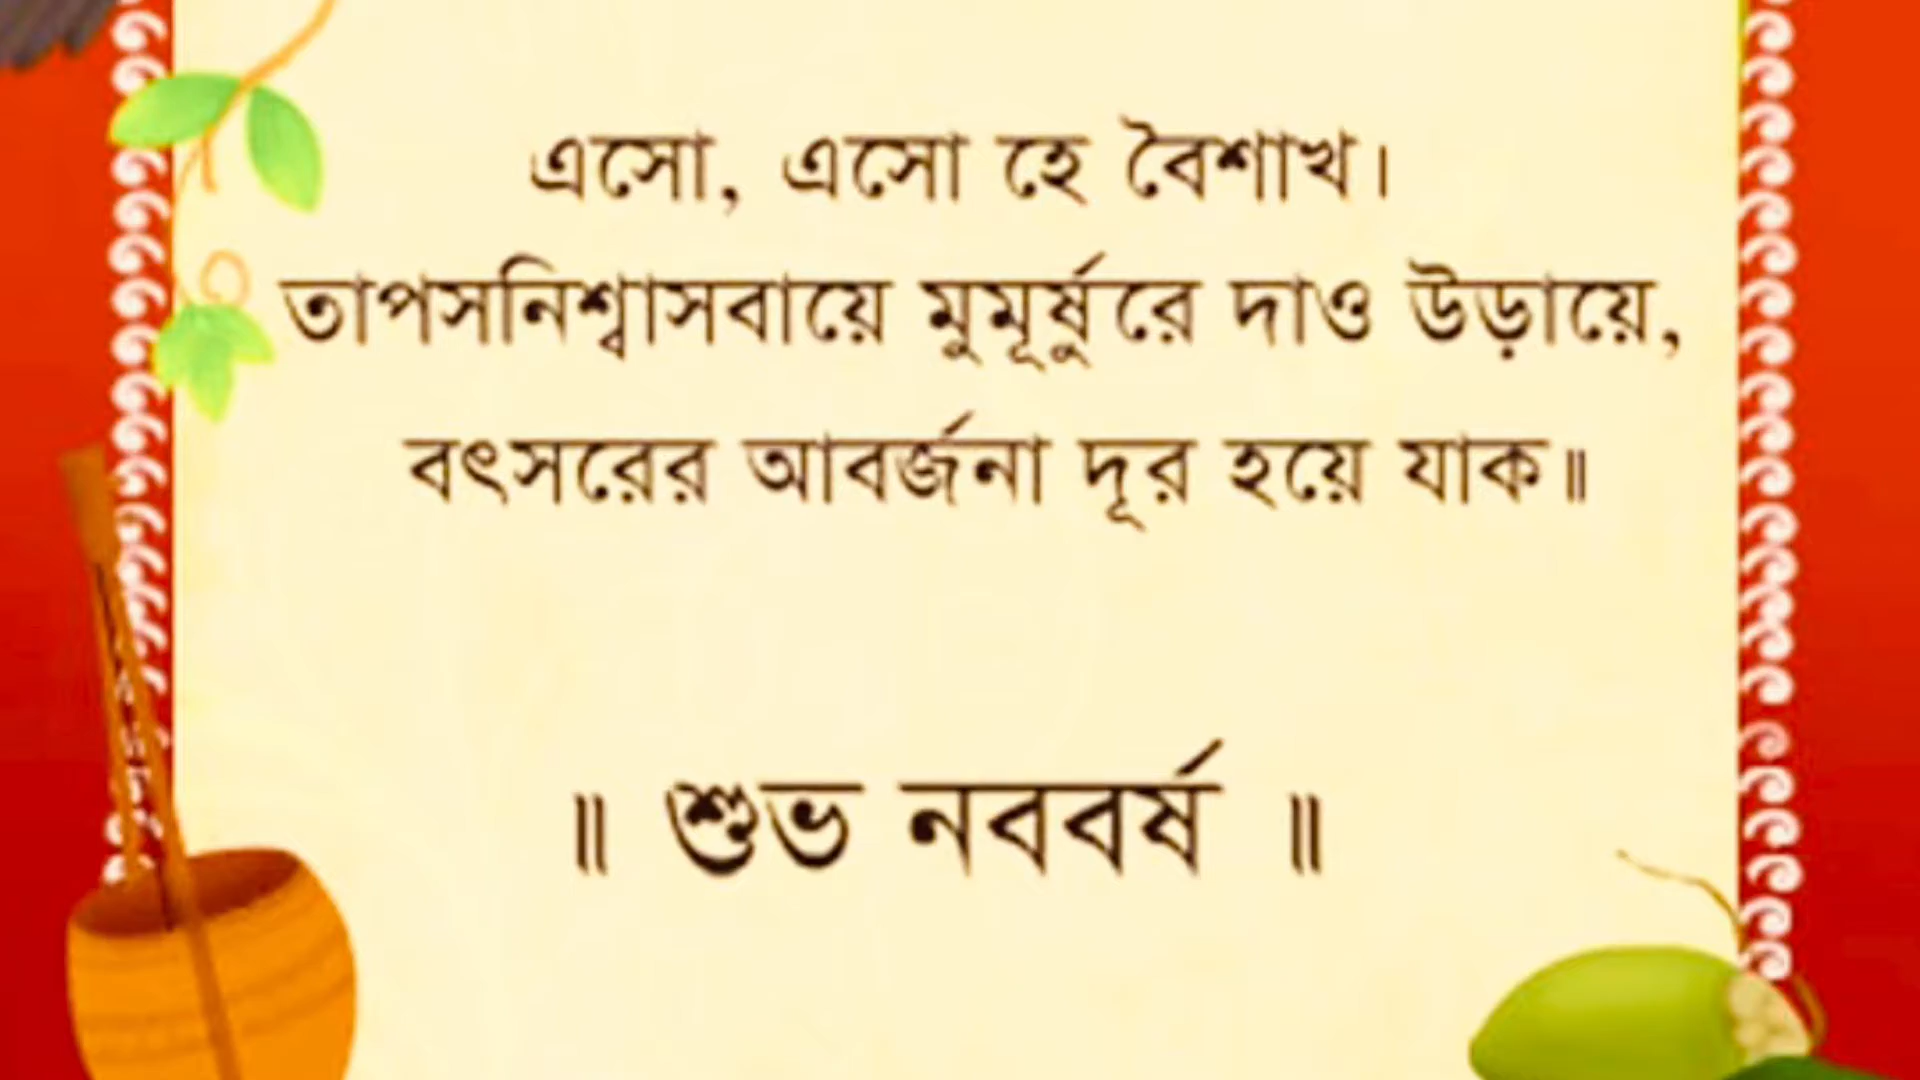 এসো, এসো হে বৈশাখ।
তাপসনিশ্বাসবায়ে মুমূর্ষুরে দাও উড়ায়ে,
বৎসরের আবর্জনা দূর হয়ে যাক॥
॥ শুভ নববর্ষ ॥